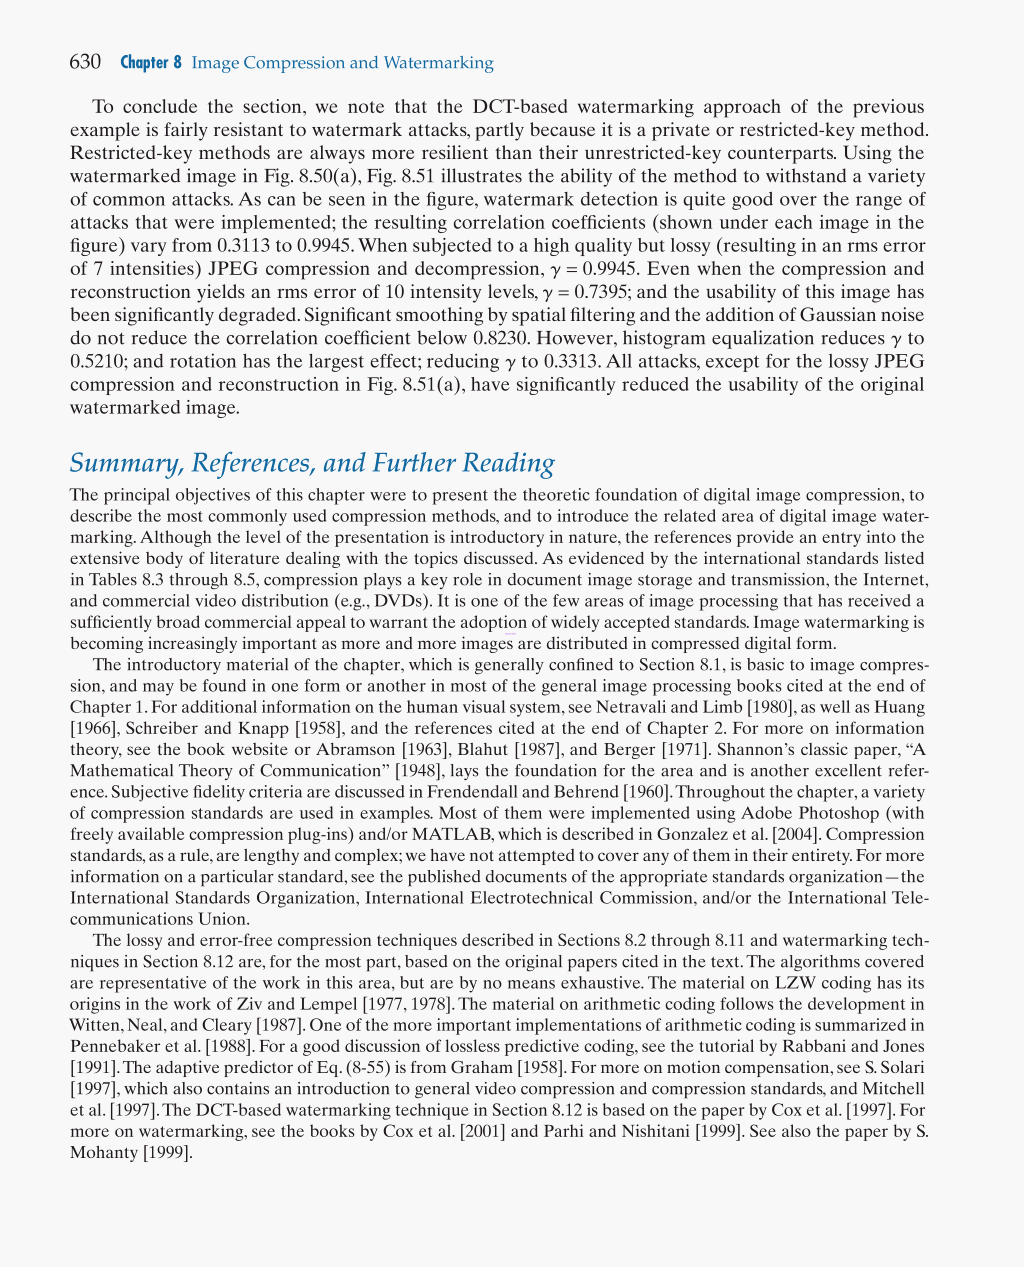 630 Chapter 8 Image Compression and Watermarking
To conclude the section, we note that the DCT-based watermarking approach of the previous
example is fairly resistant to watermark attacks, partly because it is a private or restricted-key method.
Restricted-key methods are always more resilient than their unrestricted-key counterparts. Using the
watermarked image in Fig. 8.50(a), Fig. 8.51 illustrates the ability of the method to withstand a variety
of common attacks. As can be seen in the figure, watermark detection is quite good over the range of
attacks that were implemented; the resulting correlation coefficients (shown under each image in the
figure) vary from 0.3113 to 0.9945. When subjected to a high quality but lossy (resulting in an rms error
of 7 intensities) JPEG compression and decompression, γ = 0.9945. Even when the compression and
reconstruction yields an rms error of 10 intensity levels, γ = 0.7395; and the usability of this image has
been significantly degraded. Significant smoothing by spatial filtering and the addition of Gaussian noise
do not reduce the correlation coefficient below 0.8230. However, histogram equalization reduces γ to
0.5210; and rotation has the largest effect; reducing γ to 0.3313. All attacks, except for the lossy JPEG
compression and reconstruction in Fig. 8.51(a), have significantly reduced the usability of the original
watermarked image.
Summary, References, and Further Reading
The principal objectives of this chapter were to present the theoretic foundation of digital image compression, to
describe the most commonly used compression methods, and to introduce the related area of digital image water-
marking. Although the level of the presentation is introductory in nature, the references provide an entry into the
extensive body of literature dealing with the topics discussed. As evidenced by the international standards listed
in Tables 8.3 through 8.5, compression plays a key role in document image storage and transmission, the Internet,
and commercial video distribution (e.g., DVDs). It is one of the few areas of image processing that has received a
sufficiently broad commercial appeal to warrant the adoption of widely accepted standards. Image watermarking is
becoming increasingly important as more and more images are distributed in compressed digital form.
The introductory material of the chapter, which is generally confined to Section 8.1, is basic to image compres-
sion, and may be found in one form or another in most of the general image processing books cited at the end of
Chapter 1. For additional information on the human visual system, see Netravali and Limb [1980], as well as Huang
[1966], Schreiber and Knapp [1958], and the references cited at the end of Chapter 2. For more on information
theory, see the book website or Abramson [1963], Blahut [1987], and Berger [1971]. Shannon’s classic paper, “A
Mathematical Theory of Communication” [1948], lays the foundation for the area and is another excellent refer-
ence. Subjective fidelity criteria are discussed in Frendendall and Behrend [1960]. Throughout the chapter, a variety
of compression standards are used in examples. Most of them were implemented using Adobe Photoshop (with
freely available compression plug-ins) and/or MATLAB, which is described in Gonzalez et al. [2004]. Compression
standards, as a rule, are lengthy and complex; we have not attempted to cover any of them in their entirety. For more
information on a particular standard, see the published documents of the appropriate standards organization—the
International Standards Organization, International Electrotechnical Commission, and/or the International Tele-
communications Union.
The lossy and error-free compression techniques described in Sections 8.2 through 8.11 and watermarking tech-
niques in Section 8.12 are, for the most part, based on the original papers cited in the text. The algorithms covered
are representative of the work in this area, but are by no means exhaustive. The material on LZW coding has its
origins in the work of Ziv and Lempel [1977, 1978]. The material on arithmetic coding follows the development in
Witten, Neal, and Cleary [1987]. One of the more important implementations of arithmetic coding is summarized in
Pennebaker et al. [1988]. For a good discussion of lossless predictive coding, see the tutorial by Rabbani and Jones
[1991]. The adaptive predictor of Eq. (8-55) is from Graham [1958]. For more on motion compensation, see S. Solari
[1997], which also contains an introduction to general video compression and compression standards, and Mitchell
et al. [1997]. The DCT-based watermarking technique in Section 8.12 is based on the paper by Cox et al. [1997]. For
more on watermarking, see the books by Cox et al. [2001] and Parhi and Nishitani [1999]. See also the paper by S.
Mohanty [1999].